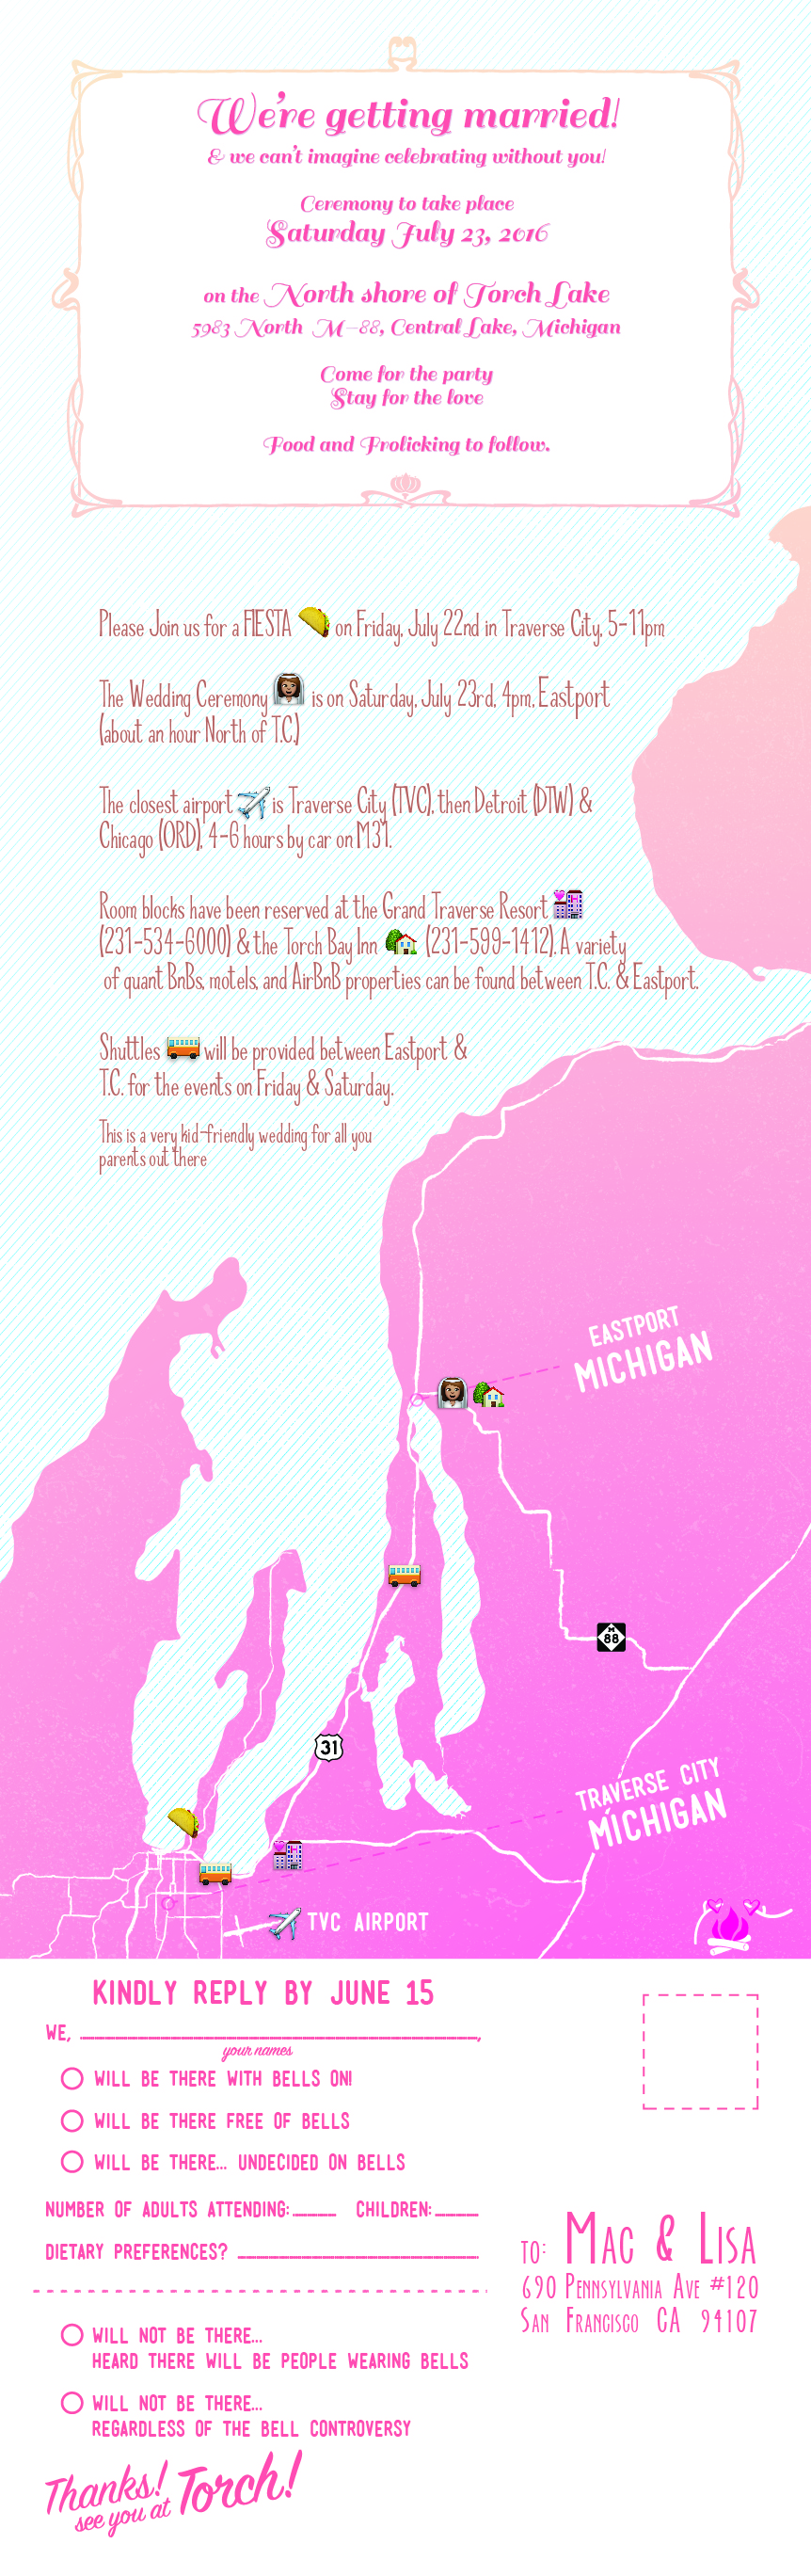 We're getting married!
& we can't imagine celebrating without you!
Ceremony to take place
Saturday July 23, 2016
on the North shore of Torch Lake
5983 North M-88, Central Lake, Michigan
Come for the party
Stay for the love
Food and Frolicking to follow.
Please Join us for a FIESTA 🌮 on Friday, July 22nd in Traverse City, 5-11pm
The Wedding Ceremony 👰🏽 is on Saturday, July 23rd, 4pm, Eastport
(about an hour North of T.C.)
The closest airport ✈️ is Traverse City (TVC), then Detroit (DTW) &
Chicago (ORD), 4-6 hours by car on M31.
Room blocks have been reserved at the Grand Traverse Resort 🏩
(231-534-6000) & the Torch Bay Inn 🏡 (231-599-1412). A variety
of quant BnBs, motels, and AirBnB properties can be found between T.C. & Eastport.
Shuttles 🚌 will be provided between Eastport &
T.C. for the events on Friday & Saturday.
This is a very kid-friendly wedding for all you
parents out there
EASTPORT
MICHIGAN
M
88
31
TRAVERSE CITY
MICHIGAN
TVC AIRPORT
KINDLY REPLY BY JUNE 15
WE, ,
your names
WILL BE THERE WITH BELLS ON!
WILL BE THERE FREE OF BELLS
WILL BE THERE... UNDECIDED ON BELLS
NUMBER OF ADULTS ATTENDING: CHILDREN:
DIETARY PREFERENCES?
WILL NOT BE THERE...
HEARD THERE WILL BE PEOPLE WEARING BELLS
WILL NOT BE THERE...
REGARDLESS OF THE BELL CONTROVERSY
Thanks!
see you at Torch!
TO: MAC & LISA
690 PENNSYLVANIA AVE #120
SAN FRANCISCO CA 94107